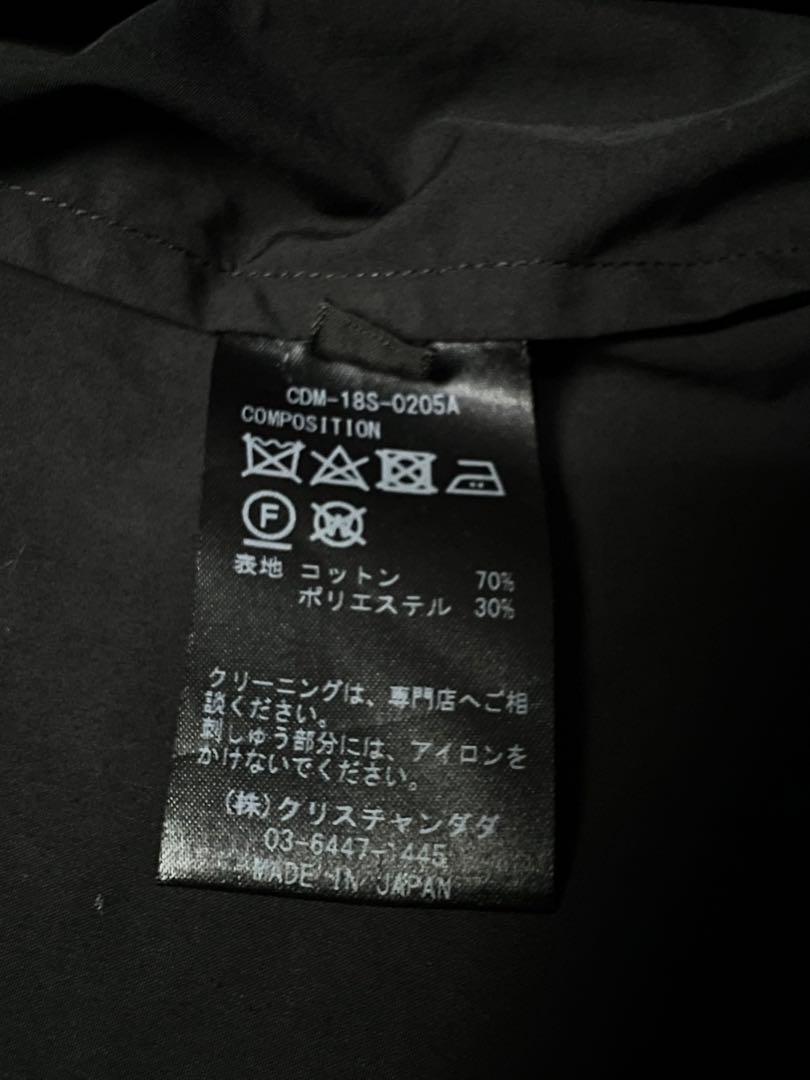 CDM-18S-0205A
COMPOSITION
F W
表地 コットン 70%
ポリエステル 30%
クリーニングは、専門店へご相
談ください。
刺しゅう部分には、アイロンを
かけないでください。
(株)クリスチャンダダ
03-6447-1445
MADE IN JAPAN